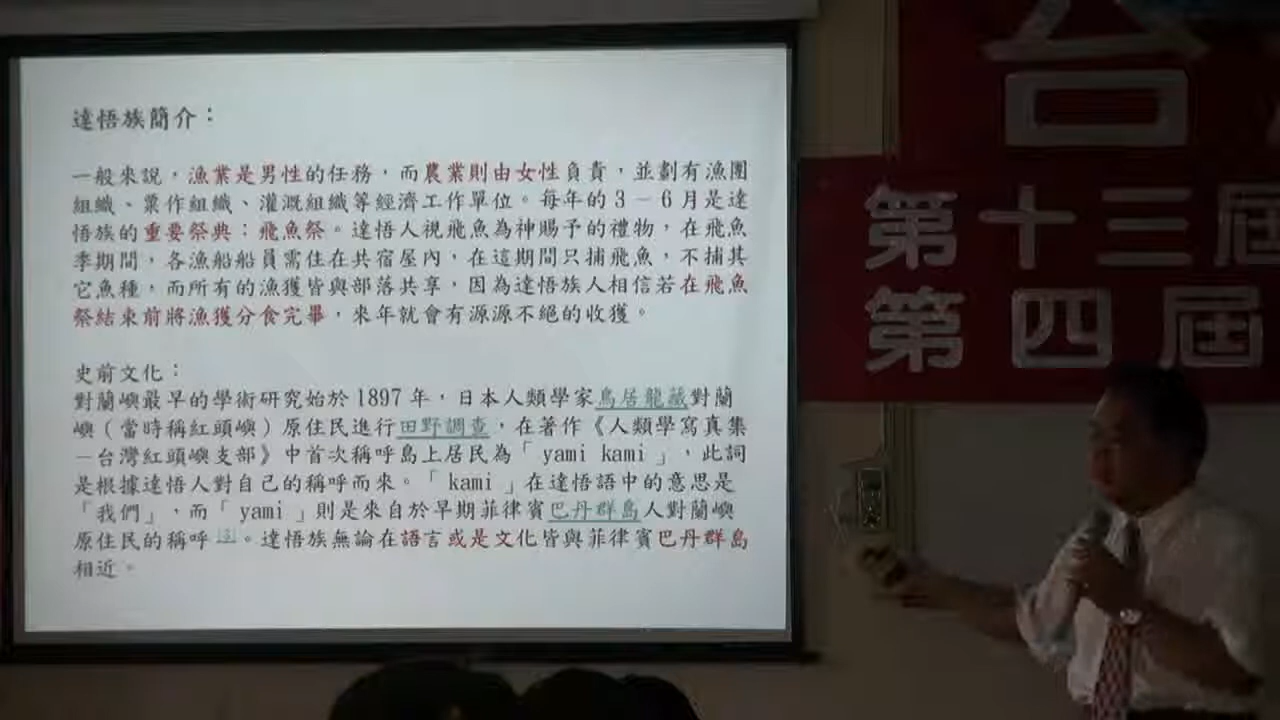 達悟族簡介：
一般來說，漁業是男性的任務，而農業則由女性負責，並劃有漁團
組織、粟作組織、灌溉組織等經濟工作單位。每年的 3 － 6 月是達
悟族的重要祭典：飛魚祭。達悟人視飛魚為神賜予的禮物，在飛魚
季期間，各漁船船員需住在共宿屋內，在這期間只捕飛魚，不捕其
它魚種，而所有的漁獲皆與部落共享，因為達悟族人相信若在飛魚
祭結束前將漁獲分食完畢，來年就會有源源不絕的收獲。
史前文化：
對蘭嶼最早的學術研究始於 1897 年，日本人類學家鳥居龍藏對蘭
嶼（當時稱紅頭嶼）原住民進行田野調查，在著作《人類學寫真集
－台灣紅頭嶼支部》中首次稱呼島上居民為「 yami kami 」，此詞
是根據達悟人對自己的稱呼而來。「 kami 」在達悟語中的意思是
「我們」，而「 yami 」則是來自於早期菲律賓巴丹群島人對蘭嶼
原住民的稱呼。達悟族無論在語言或是文化皆與菲律賓巴丹群島
相近。
台
第十三屆
第四屆